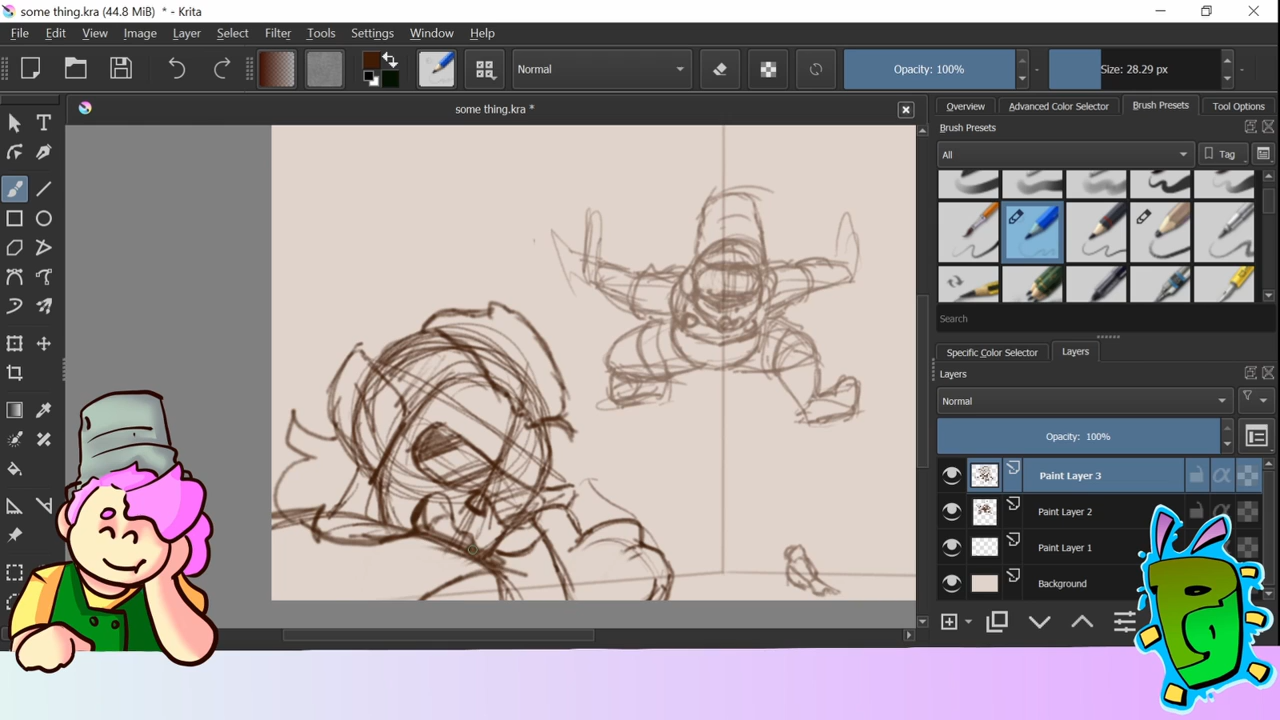 some thing.kra (44.8 MiB) * - Krita
File Edit View Image Layer Select Filter Tools Settings Window Help
Normal
Opacity: 100%
Size: 28.29 px
some thing.kra *
Overview Advanced Color Selector Brush Presets Tool Options
Brush Presets
All
Tag
Search
Specific Color Selector Layers
Layers
Normal
Opacity: 100%
Paint Layer 3
Paint Layer 2
Paint Layer 1
Background